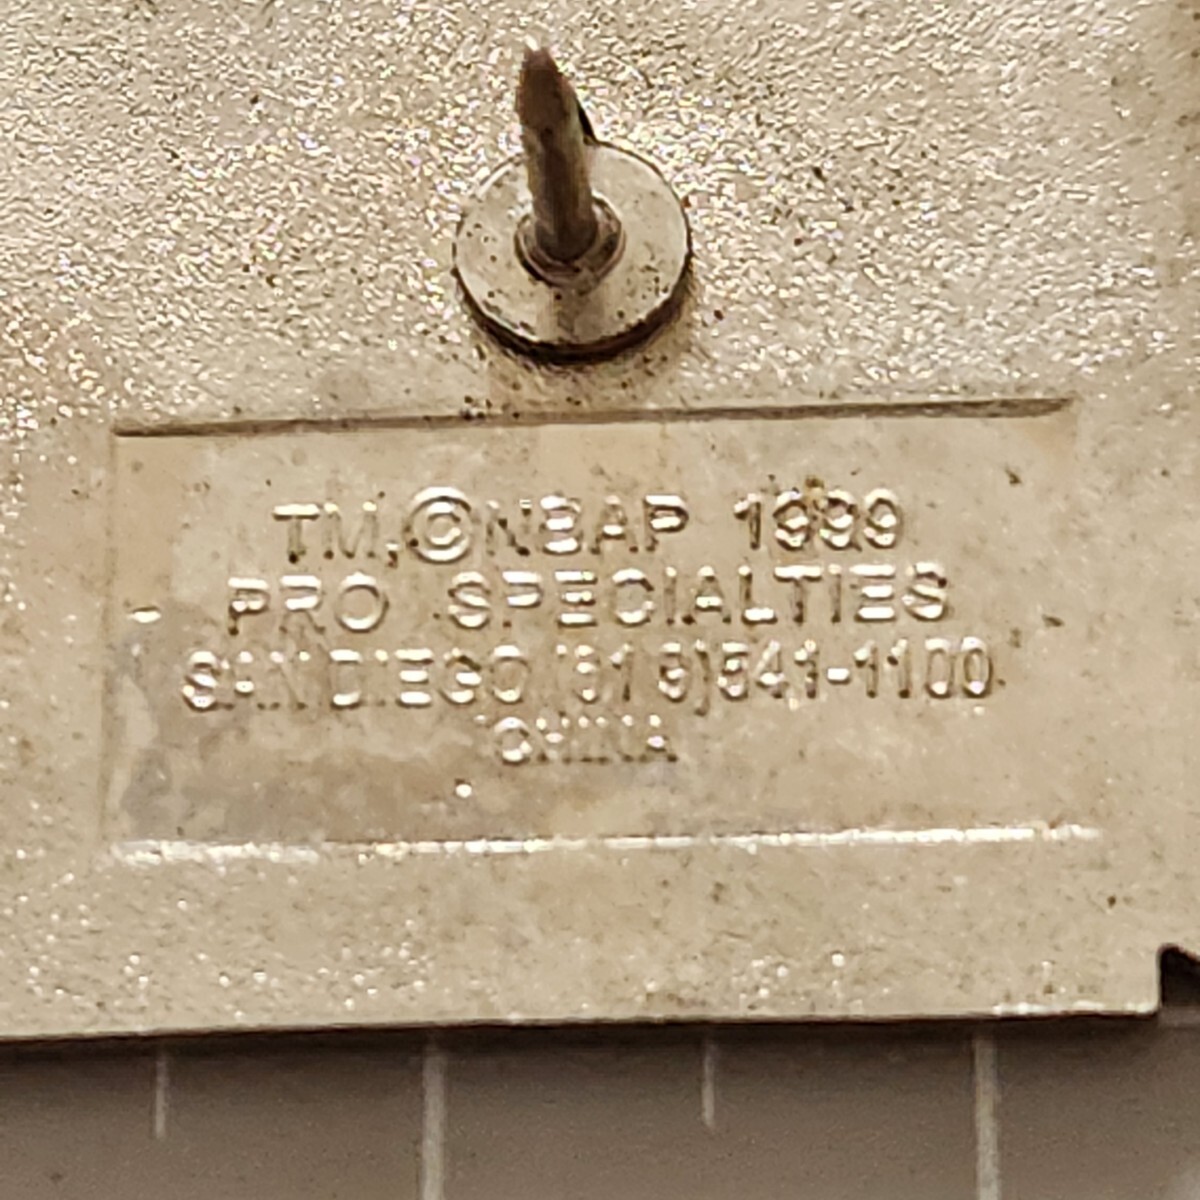 TM,©NBAP 1999
PRO SPECIALTIES
SAN DIEGO (619)541-1100
CHINA